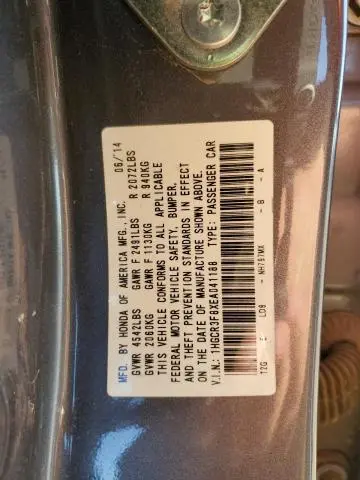 MFD. BY HONDA OF AMERICA MFG.,INC. 06/'14
GVWR 4542LBS GAWR F 2491LBS R 2072LBS
GVWR 2060KG GAWR F 1130KG R 940KG
THIS VEHICLE CONFORMS TO ALL APPLICABLE
FEDERAL MOTOR VEHICLE SAFETY, BUMPER,
AND THEFT PREVENTION STANDARDS IN EFFECT
ON THE DATE OF MANUFACTURE SHOWN ABOVE.
V.I.N.: 1HGCR3F8XEA041188 TYPE: PASSENGER CAR
T2G E LD8 - NH797MX - B - A